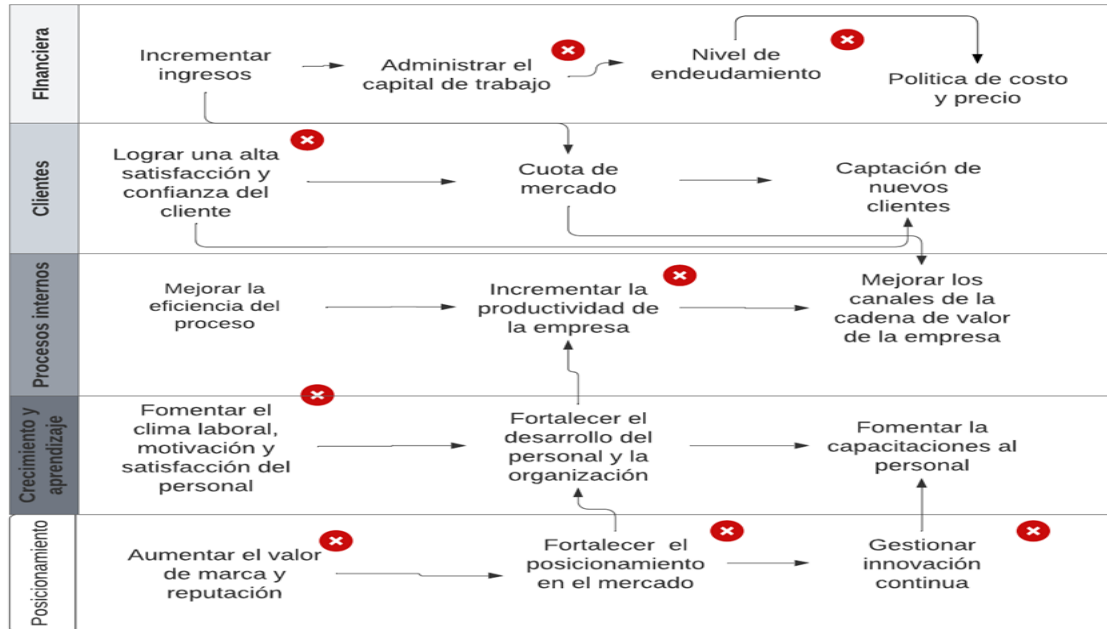 Financiera
Incrementar
ingresos
Administrar el
capital de trabajo
Nivel de
endeudamiento
Politica de costo
y precio
Clientes
Lograr una alta
satisfacción y
confianza del
cliente
Cuota de
mercado
Captación de
nuevos
clientes
Procesos internos
Mejorar la
eficiencia del
proceso
Incrementar la
productividad de
la empresa
Mejorar los
canales de la
cadena de valor
de la empresa
Crecimiento y
aprendizaje
Fomentar el
clima laboral,
motivación y
satisfacción del
personal
Fortalecer el
desarrollo del
personal y la
organización
Fomentar la
capacitaciones al
personal
Posicionamiento
Aumentar el valor
de marca y
reputación
Fortalecer el
posicionamiento
en el mercado
Gestionar
innovación
continua